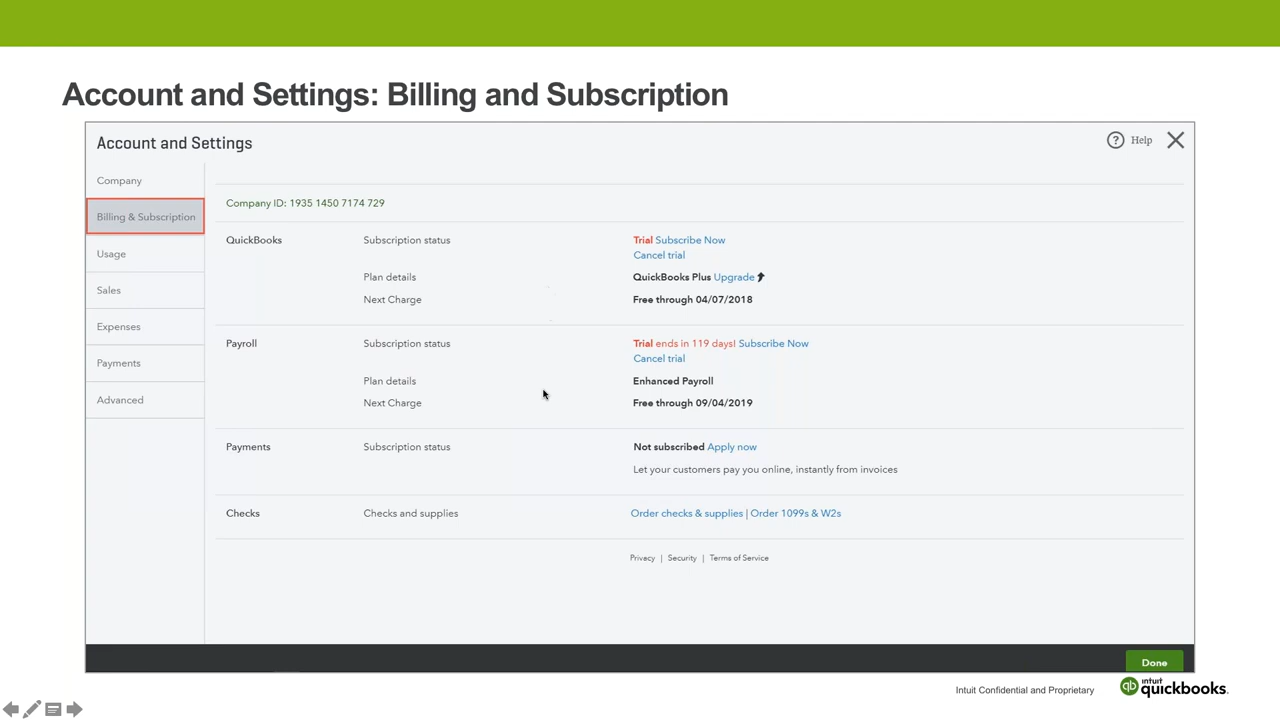 Account and Settings: Billing and Subscription
Account and Settings
? Help
Company
Billing & Subscription
Usage
Sales
Expenses
Payments
Advanced
Company ID: 1935 1450 7174 729
QuickBooks Subscription status Trial Subscribe Now
Cancel trial
Plan details QuickBooks Plus Upgrade
Next Charge Free through 04/07/2018
Payroll Subscription status Trial ends in 119 days! Subscribe Now
Cancel trial
Plan details Enhanced Payroll
Next Charge Free through 09/04/2019
Payments Subscription status Not subscribed Apply now
Let your customers pay you online, instantly from invoices
Checks Checks and supplies Order checks & supplies | Order 1099s & W2s
Privacy | Security | Terms of Service
Done
Intuit Confidential and Proprietary
qb intuit quickbooks.